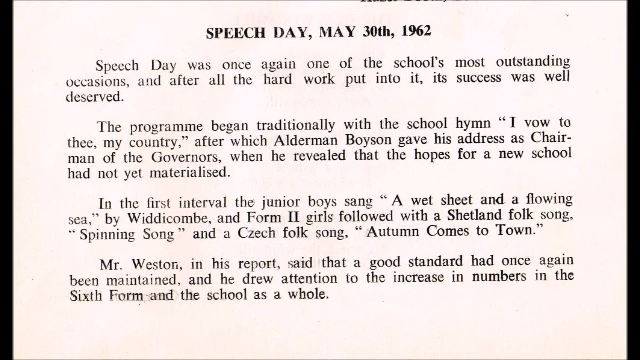 SPEECH DAY, MAY 30th, 1962
Speech Day was once again one of the school's most outstanding
occasions, and after all the hard work put into it, its success was well
deserved.
The programme began traditionally with the school hymn "I vow to
thee, my country," after which Alderman Boyson gave his address as Chair-
man of the Governors, when he revealed that the hopes for a new school
had not yet materialised.
In the first interval the junior boys sang "A wet sheet and a flowing
sea," by Widdicombe, and Form II girls followed with a Shetland folk song,
"Spinning Song" and a Czech folk song, "Autumn Comes to Town."
Mr. Weston, in his report, said that a good standard had once again
been maintained, and he drew attention to the increase in numbers in the
Sixth Form and the school as a whole.